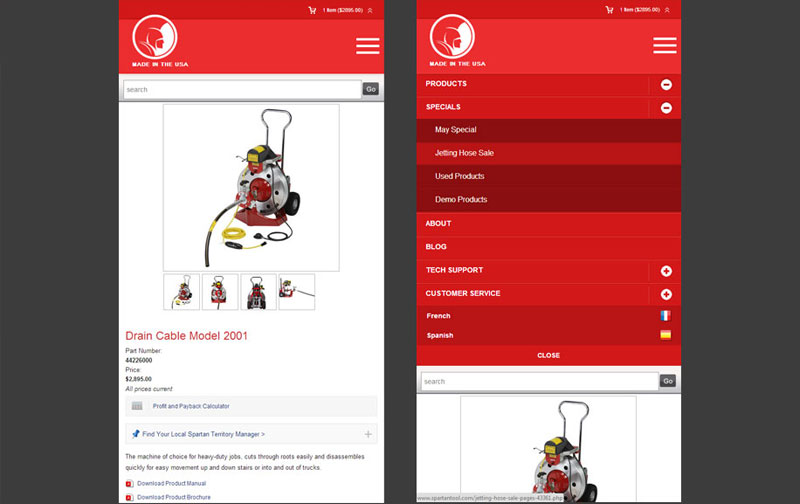 1 Item ($2895.00)
MADE IN THE USA
search
Go
Drain Cable Model 2001
Part Number:
44226000
Price:
$2,895.00
All prices current
Profit and Payback Calculator
Find Your Local Spartan Territory Manager >
The machine of choice for heavy-duty jobs, cuts through roots easily and disassembles
quickly for easy movement up and down stairs or into and out of trucks.
Download Product Manual
Download Product Brochure
1 Item ($2895.00)
MADE IN THE USA
PRODUCTS
SPECIALS
May Special
Jetting Hose Sale
Used Products
Demo Products
ABOUT
BLOG
TECH SUPPORT
CUSTOMER SERVICE
French
Spanish
CLOSE
search
Go
www.spartantool.com/jetting-hose-sale-pages-43361.php